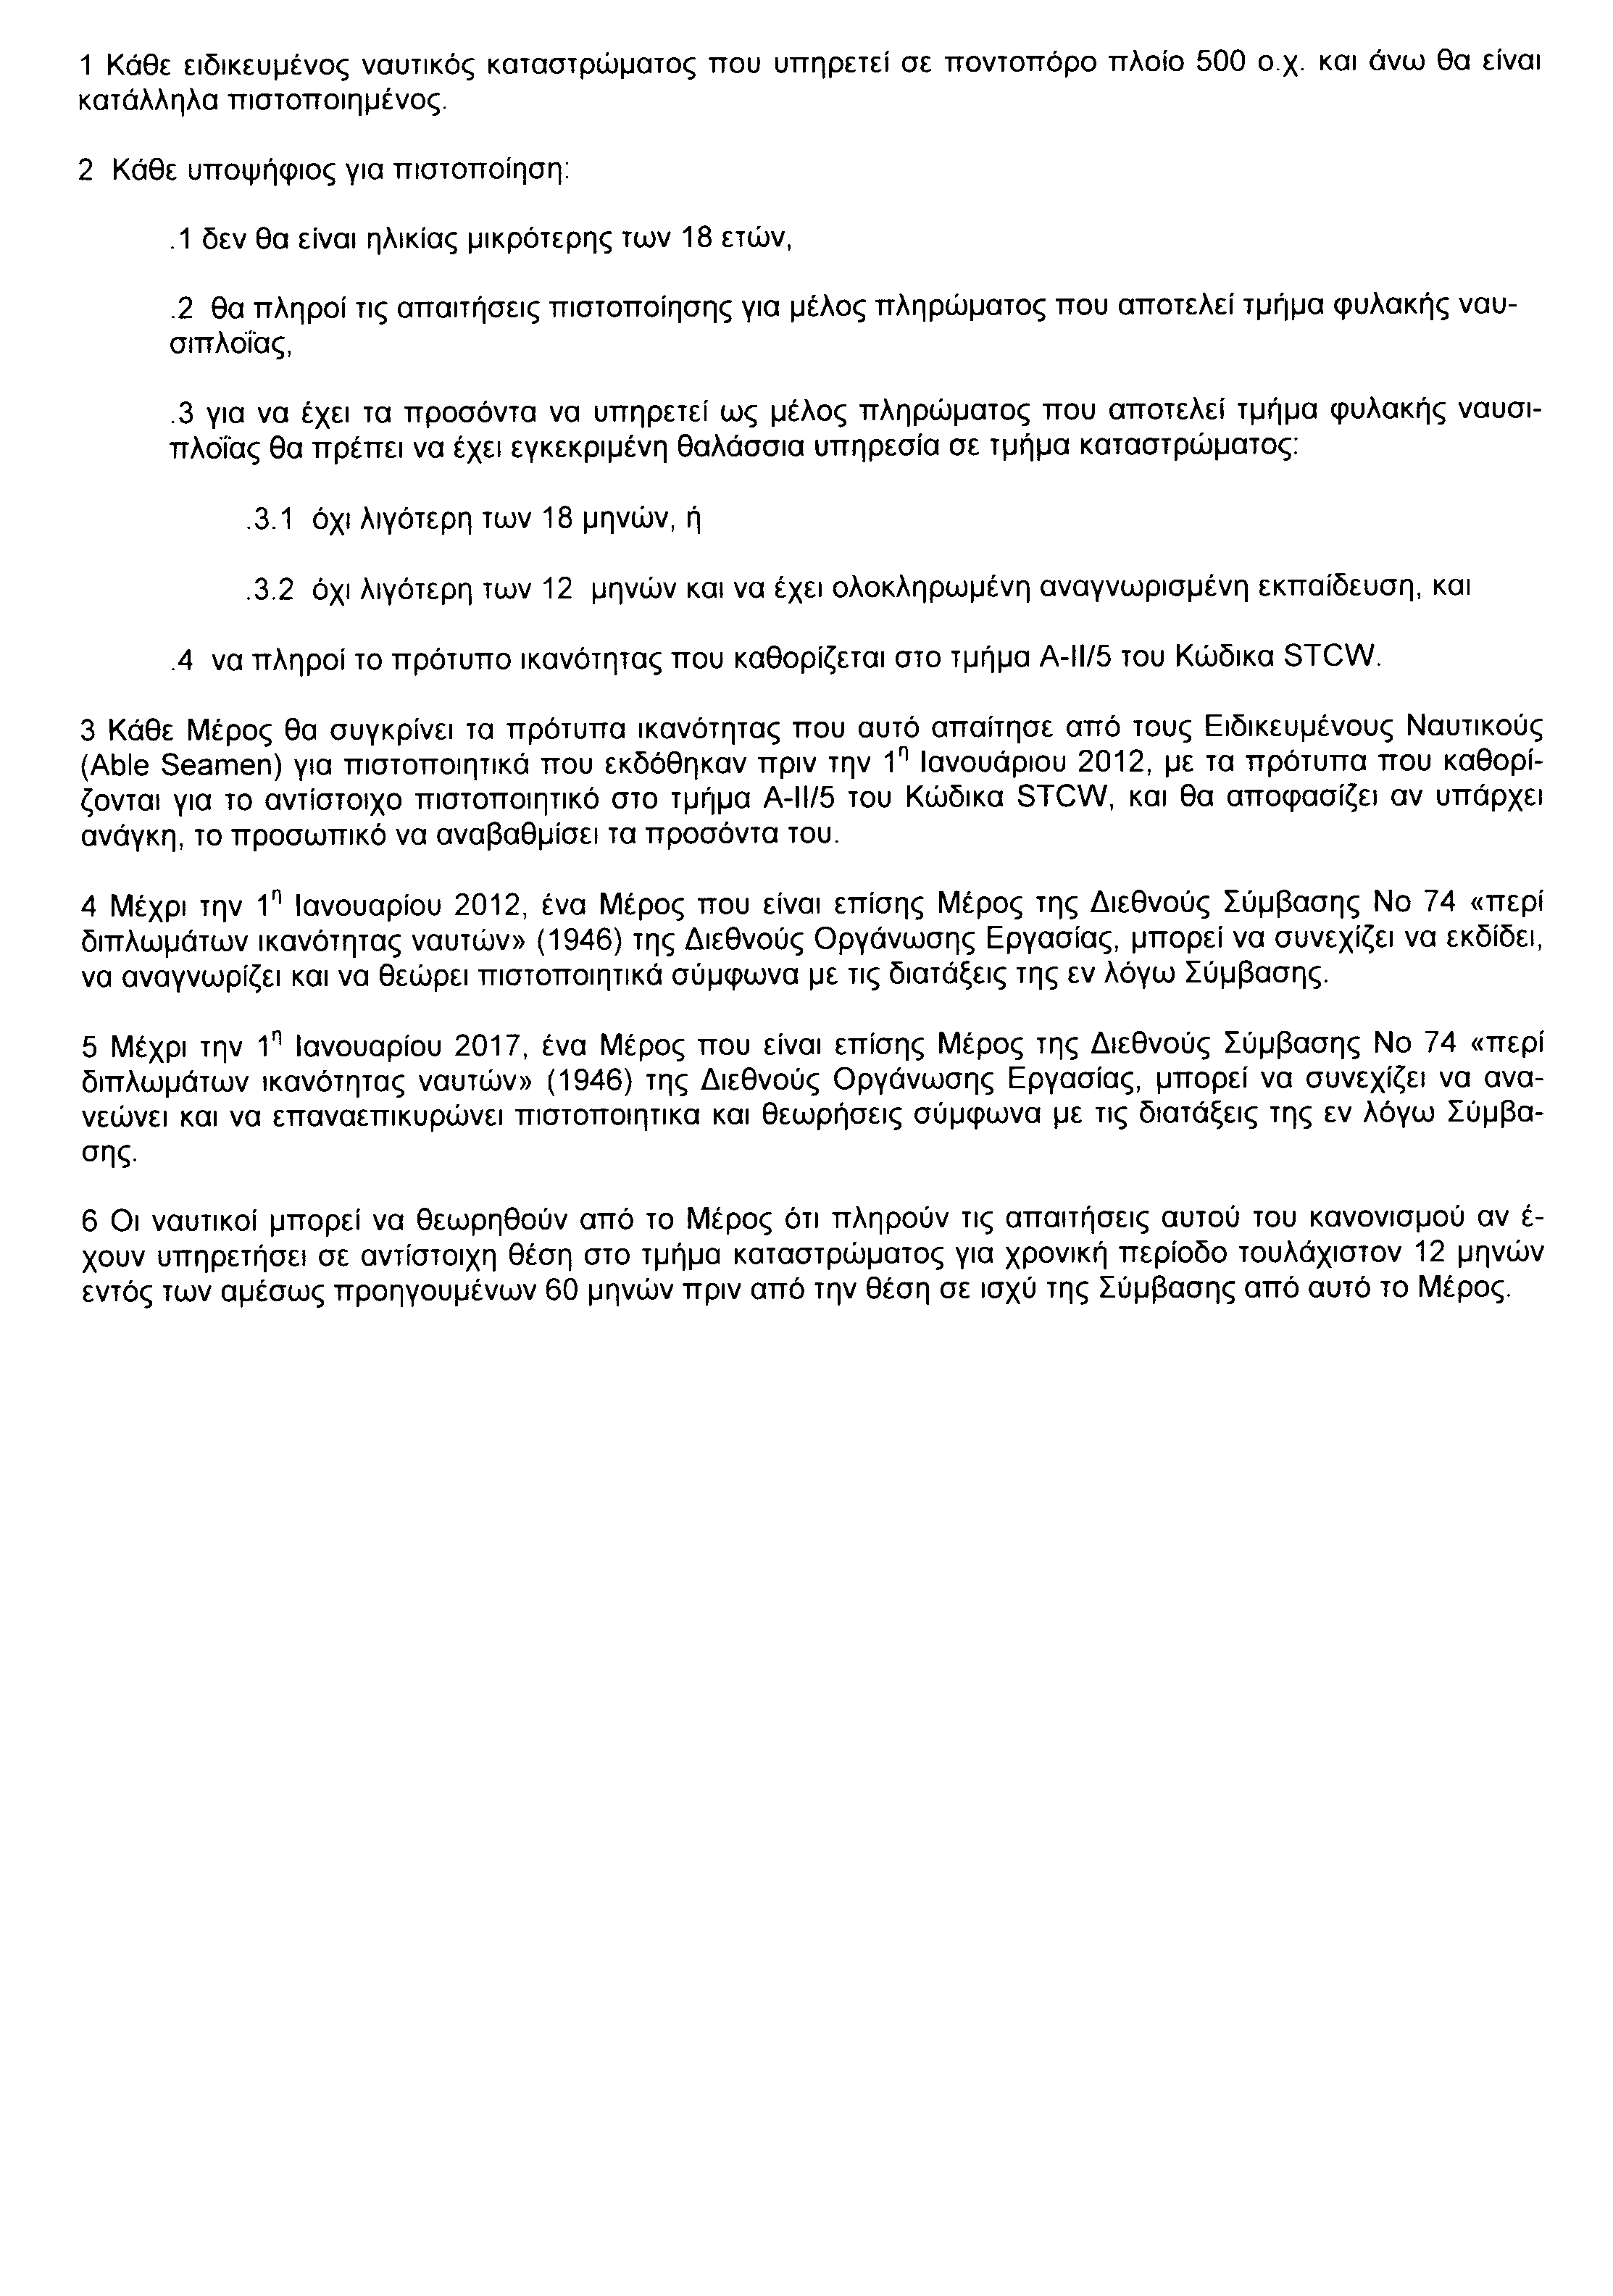 1 Κάθε ειδικευμένος ναυτικός καταστρώματος που υπηρετεί σε ποντοπόρο πλοίο 500 ο.χ. και άνω θα είναι
κατάλληλα πιστοποιημένος.
2 Κάθε υποψήφιος για πιστοποίηση:
.1 δεν θα είναι ηλικίας μικρότερης των 18 ετών,
.2 θα πληροί τις απαιτήσεις πιστοποίησης για μέλος πληρώματος που αποτελεί τμήμα φυλακής ναυ-
σιπλοΐας,
.3 για να έχει τα προσόντα να υπηρετεί ως μέλος πληρώματος που αποτελεί τμήμα φυλακής ναυσι-
πλοΐας θα πρέπει να έχει εγκεκριμένη θαλάσσια υπηρεσία σε τμήμα καταστρώματος:
.3.1 όχι λιγότερη των 18 μηνών, ή
.3.2 όχι λιγότερη των 12 μηνών και να έχει ολοκληρωμένη αναγνωρισμένη εκπαίδευση, και
.4 να πληροί το πρότυπο ικανότητας που καθορίζεται στο τμήμα Α-ΙΙ/5 του Κώδικα STCW.
3 Κάθε Μέρος θα συγκρίνει τα πρότυπα ικανότητας που αυτό απαίτησε από τους Ειδικευμένους Ναυτικούς
(Able Seamen) για πιστοποιητικά που εκδόθηκαν πριν την 1η Ιανουάριου 2012, με τα πρότυπα που καθορί-
ζονται για το αντίστοιχο πιστοποιητικό στο τμήμα Α-ΙΙ/5 του Κώδικα STCW, και θα αποφασίζει αν υπάρχει
ανάγκη, το προσωπικό να αναβαθμίσει τα προσόντα του.
4 Μέχρι την 1η Ιανουαρίου 2012, ένα Μέρος που είναι επίσης Μέρος της Διεθνούς Σύμβασης Νο 74 «περί
διπλωμάτων ικανότητας ναυτών» (1946) της Διεθνούς Οργάνωσης Εργασίας, μπορεί να συνεχίζει να εκδίδει,
να αναγνωρίζει και να θεώρει πιστοποιητικά σύμφωνα με τις διατάξεις της εν λόγω Σύμβασης.
5 Μέχρι την 1η Ιανουαρίου 2017, ένα Μέρος που είναι επίσης Μέρος της Διεθνούς Σύμβασης Νο 74 «περί
διπλωμάτων ικανότητας ναυτών» (1946) της Διεθνούς Οργάνωσης Εργασίας, μπορεί να συνεχίζει να ανα-
νεώνει και να επαναεπικυρώνει πιστοποιητικα και θεωρήσεις σύμφωνα με τις διατάξεις της εν λόγω Σύμβα-
σης.
6 Οι ναυτικοί μπορεί να θεωρηθούν από το Μέρος ότι πληρούν τις απαιτήσεις αυτού του κανονισμού αν έ-
χουν υπηρετήσει σε αντίστοιχη θέση στο τμήμα καταστρώματος για χρονική περίοδο τουλάχιστον 12 μηνών
εντός των αμέσως προηγουμένων 60 μηνών πριν από την θέση σε ισχύ της Σύμβασης από αυτό το Μέρος.